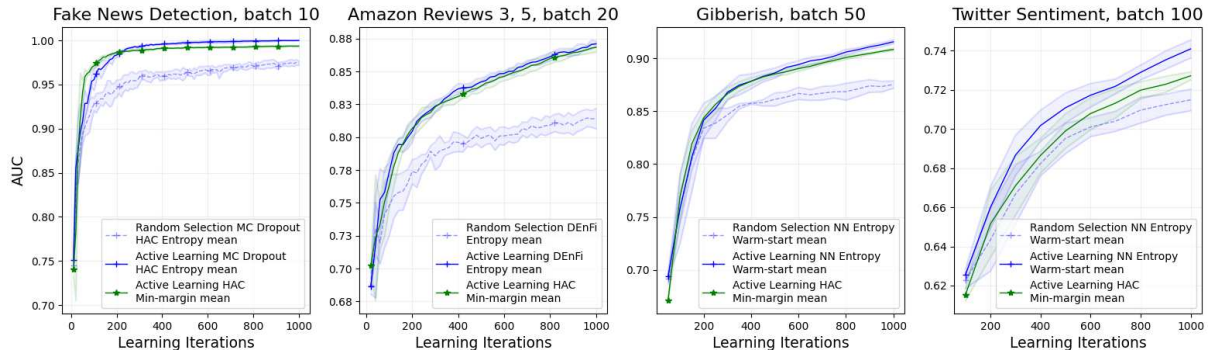 Fake News Detection, batch 10
AUC
1.00
0.95
0.90
0.85
0.80
0.75
0.70
Random Selection MC Dropout
HAC Entropy mean
Active Learning MC Dropout
HAC Entropy mean
Active Learning HAC
Min-margin mean
0 200 400 600 800 1000
Learning Iterations
Amazon Reviews 3, 5, batch 20
0.88
0.85
0.83
0.80
0.78
0.75
0.73
0.70
0.68
Random Selection DEnFi
Entropy mean
Active Learning DEnFi
Entropy mean
Active Learning HAC
Min-margin mean
0 200 400 600 800 1000
Learning Iterations
Gibberish, batch 50
0.90
0.85
0.80
0.75
0.70
Random Selection NN Entropy
Warm-start mean
Active Learning NN Entropy
Warm-start mean
Active Learning HAC
Min-margin mean
200 400 600 800 1000
Learning Iterations
Twitter Sentiment, batch 100
0.74
0.72
0.70
0.68
0.66
0.64
0.62
Random Selection NN Entropy
Warm-start mean
Active Learning NN Entropy
Warm-start mean
Active Learning HAC
Min-margin mean
200 400 600 800 1000
Learning Iterations